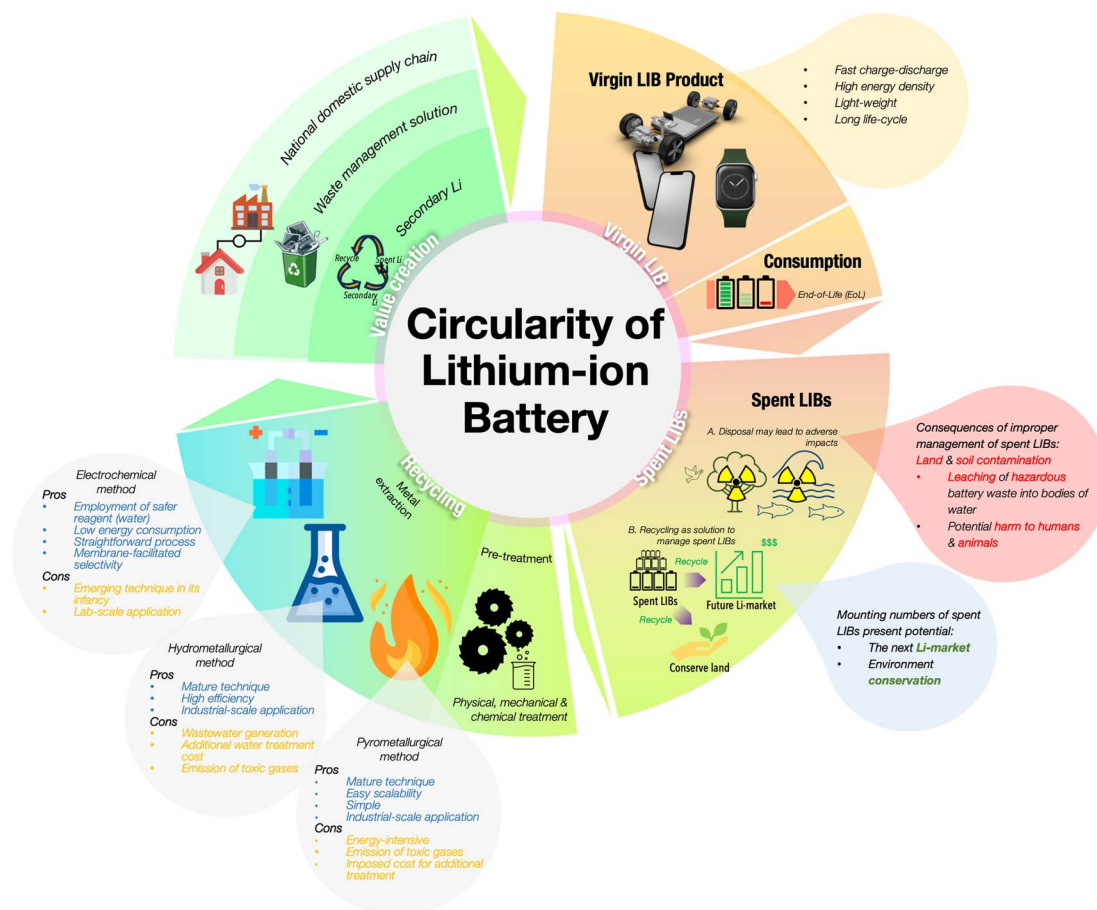 Circularity of
Lithium-ion
Battery
Virgin LIB
Virgin LIB Product
• Fast charge-discharge
• High energy density
• Light-weight
• Long life-cycle
Consumption
End-of-Life (EoL)
Spent LIBs
Spent LIBs
A. Disposal may lead to adverse
impacts
Consequences of improper
management of spent LIBs:
Land & soil contamination
• Leaching of hazardous
battery waste into bodies of
water
• Potential harm to humans
& animals
B. Recycling as solution to
manage spent LIBs
$$$
Recycle
Spent LIBs
Future Li-market
Recycle
Conserve land
Mounting numbers of spent
LIBs present potential:
• The next Li-market
• Environment
conservation
Recycling
Pre-treatment
Physical, mechanical &
chemical treatment
Metal
extraction
Pyrometallurgical
method
Pros
• Mature technique
• Easy scalability
• Simple
• Industrial-scale application
Cons
• Energy-intensive
• Emission of toxic gases
• Imposed cost for additional
treatment
Hydrometallurgical
method
Pros
• Mature technique
• High efficiency
• Industrial-scale application
Cons
• Wastewater generation
• Additional water treatment
cost
• Emission of toxic gases
Electrochemical
method
Pros
• Employment of safer
reagent (water)
• Low energy consumption
• Straightforward process
• Membrane-facilitated
selectivity
Cons
• Emerging technique in its
infancy
• Lab-scale application
Value creation
National domestic supply chain
Waste management solution
Secondary Li
Recycle
Spent Li
Secondary
Li